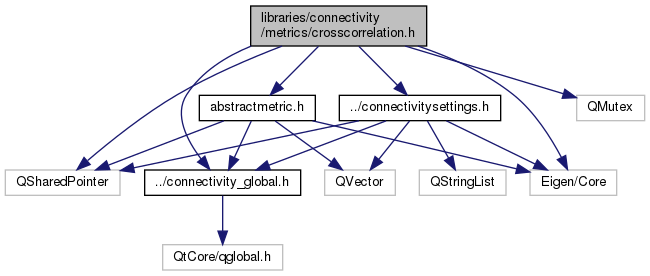 libraries/connectivity
/metrics/crosscorrelation.h
abstractmetric.h
../connectivitysettings.h
QMutex
QSharedPointer
../connectivity_global.h
QVector
QStringList
Eigen/Core
QtCore/qglobal.h